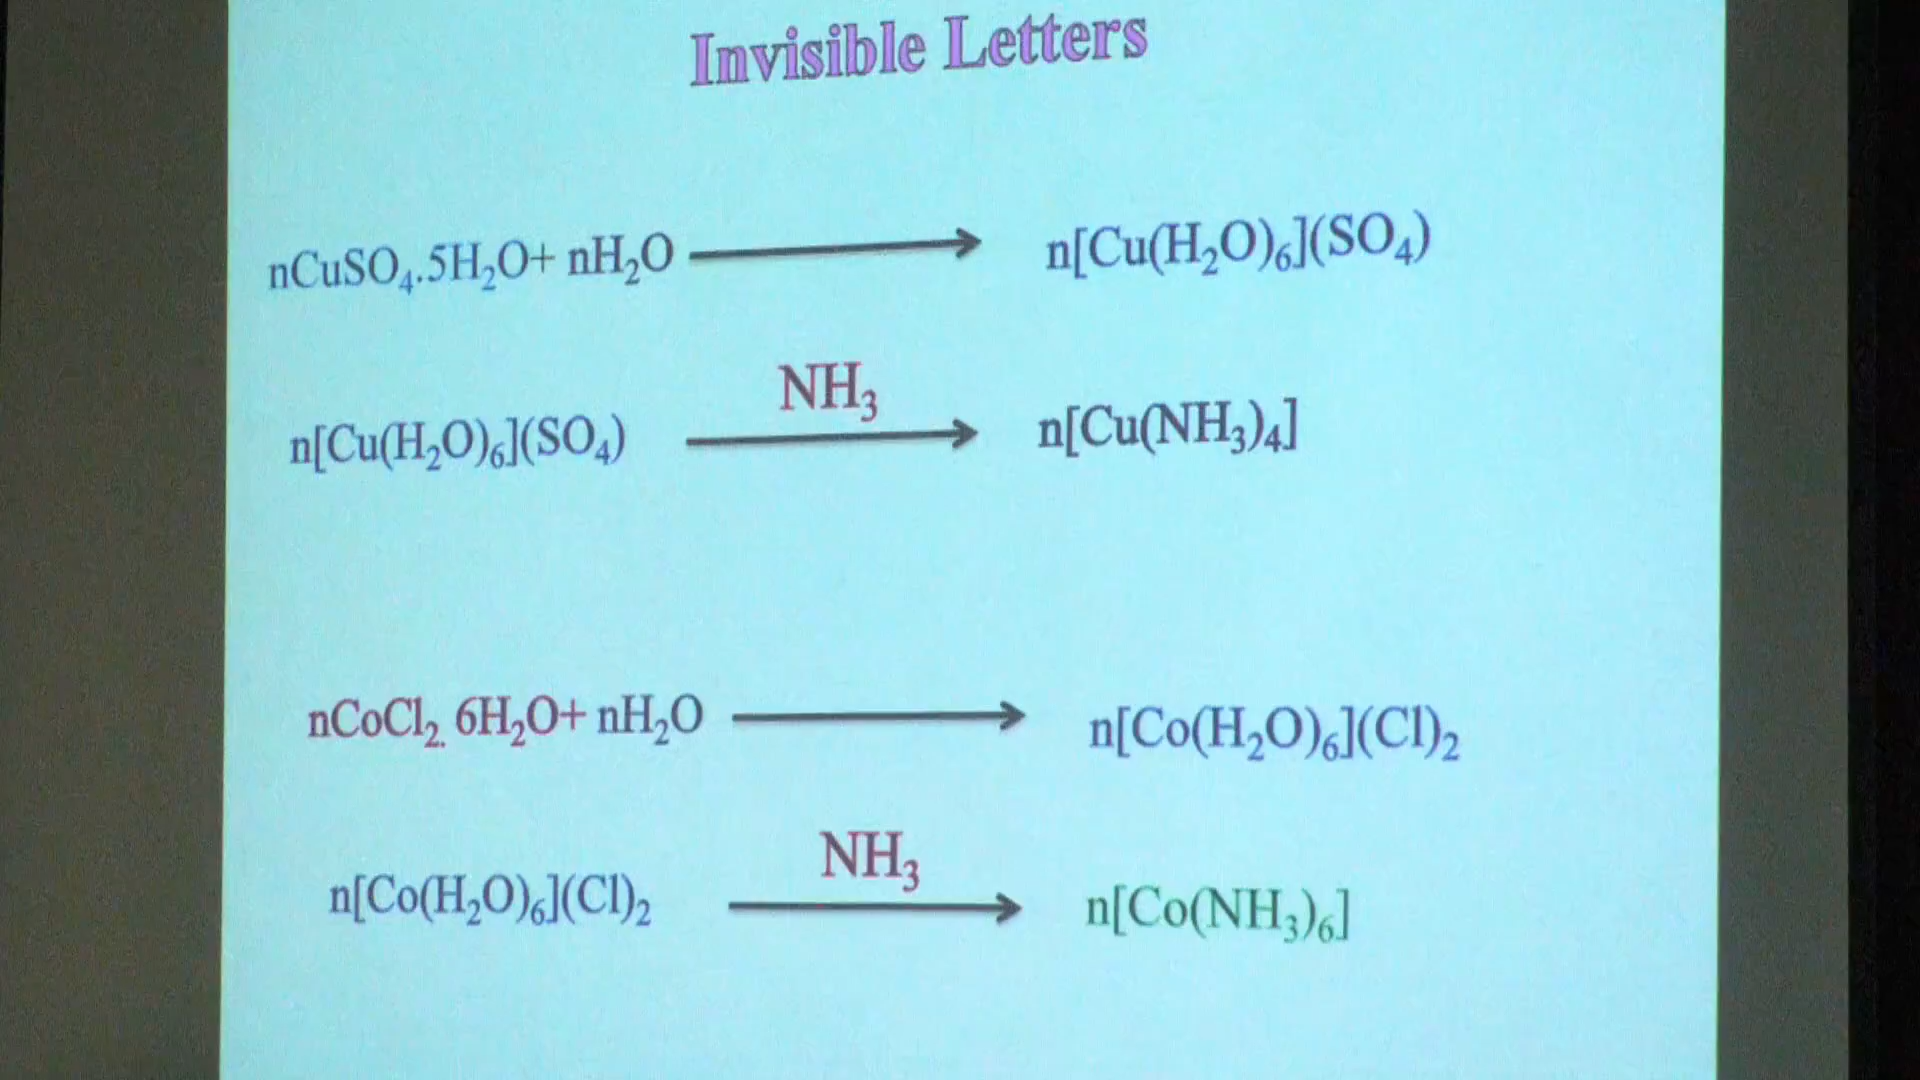 Invisible Letters
nCuSO₄.5H₂O+ nH₂O ⟶ n[Cu(H₂O)₆](SO₄)
NH₃
n[Cu(H₂O)₆](SO₄) ⟶ n[Cu(NH₃)₄]
nCoCl₂. 6H₂O+ nH₂O ⟶ n[Co(H₂O)₆](Cl)₂
NH₃
n[Co(H₂O)₆](Cl)₂ ⟶ n[Co(NH₃)₆]